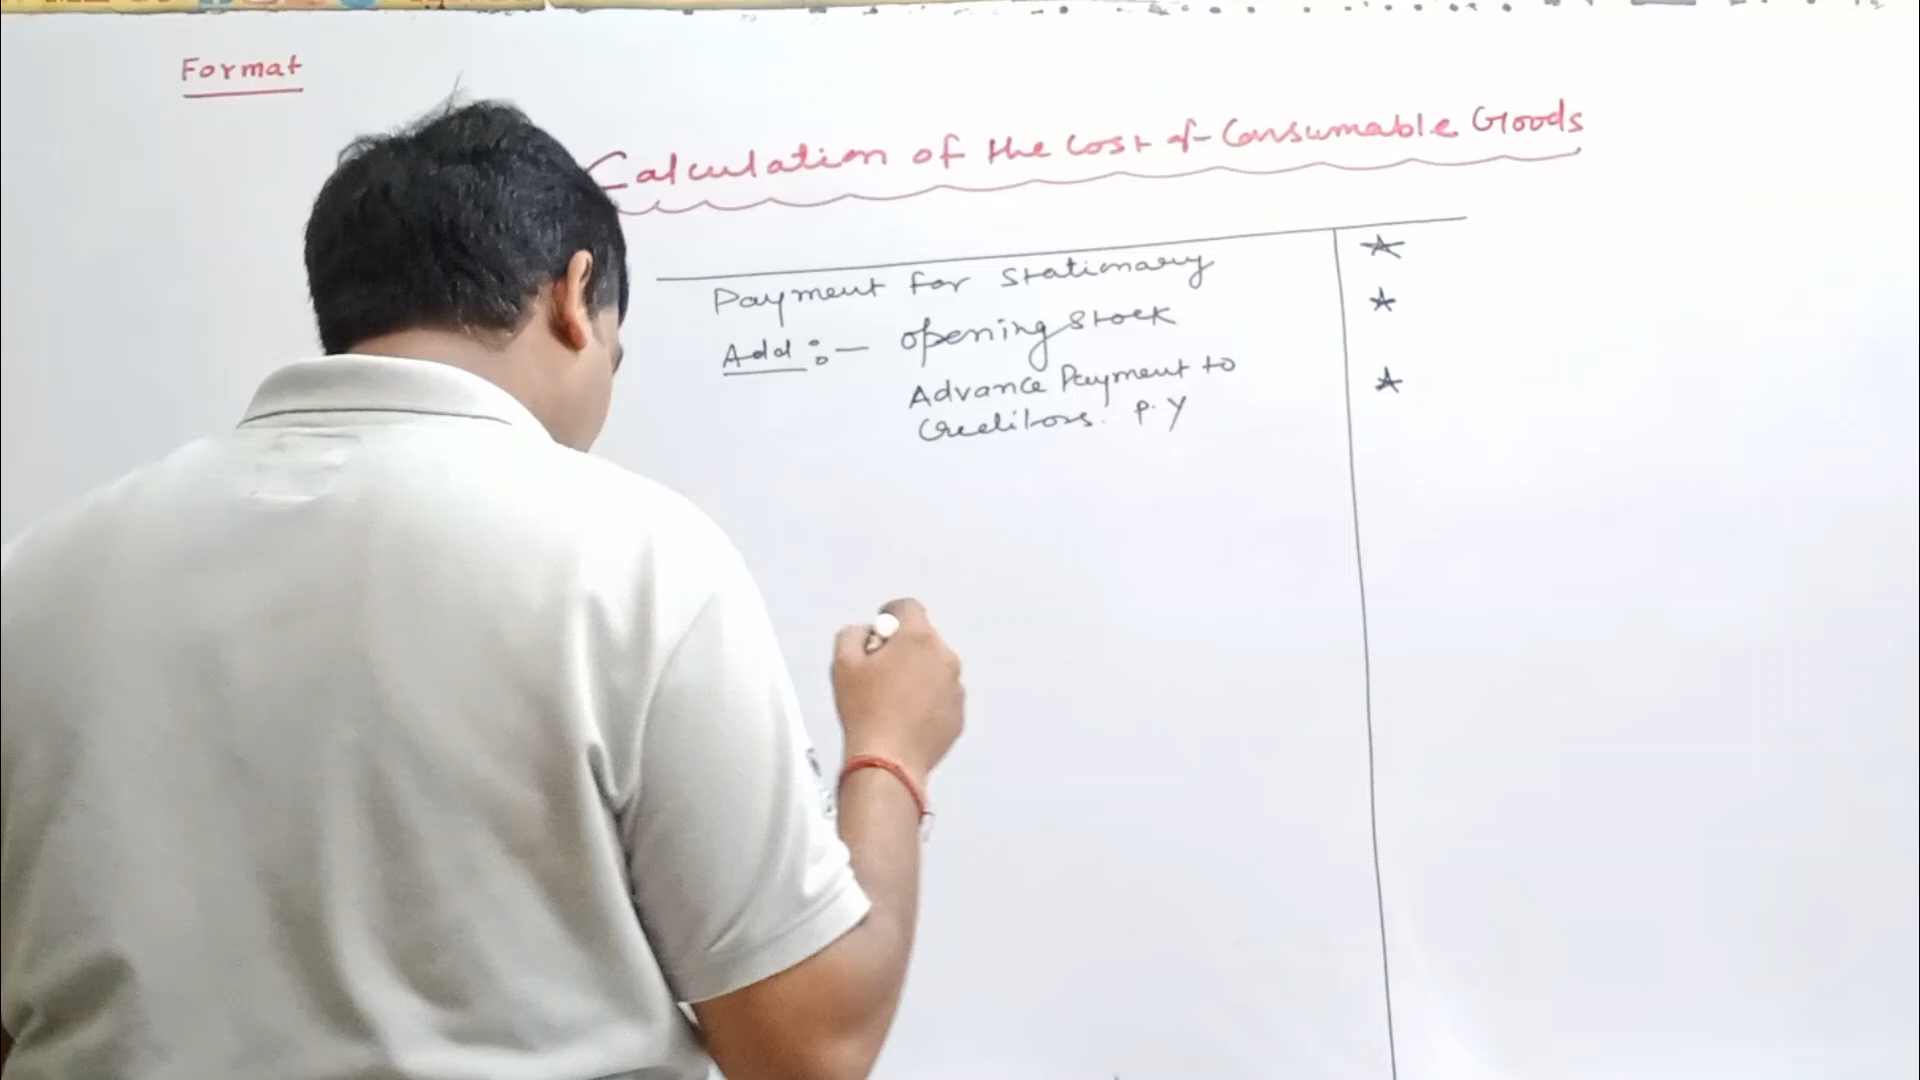 Format
Calculation of the Cost of Consumable Goods
Payment for Stationary
Add :- Opening Stock
Advance Payment to
Creditors. P.Y